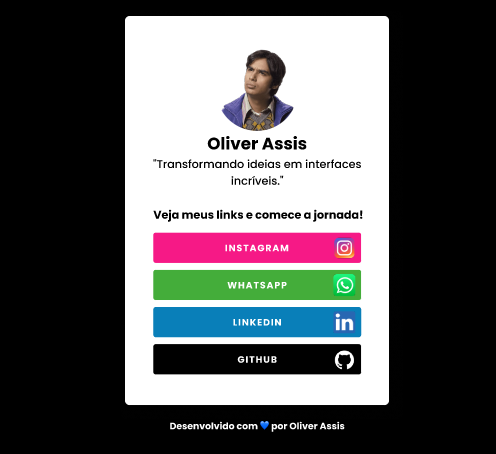 Oliver Assis
"Transformando ideias em interfaces
incríveis."
Veja meus links e comece a jornada!
INSTAGRAM
WHATSAPP
LINKEDIN
in
GITHUB
Desenvolvido com 💙 por Oliver Assis